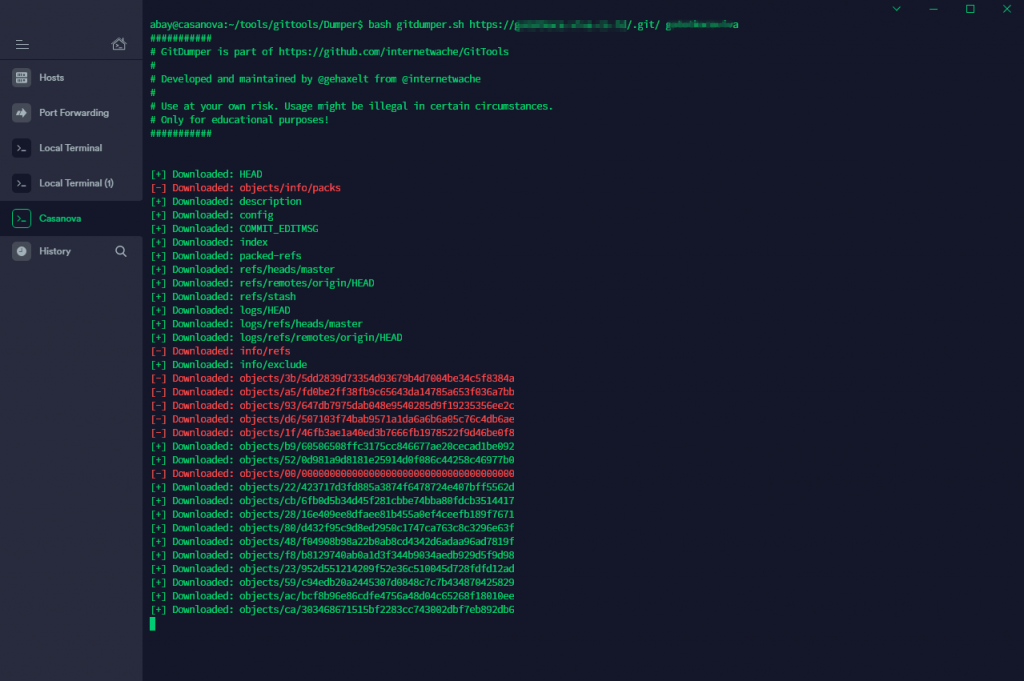 Hosts
Port Forwarding
Local Terminal
Local Terminal (1)
Casanova
History
abay@casanova:~/tools/gittools/Dumper$ bash gitdumper.sh https:// /.git/
###########
# GitDumper is part of https://github.com/internetwache/GitTools
#
# Developed and maintained by @gehaxelt from @internetwache
#
# Use at your own risk. Usage might be illegal in certain circumstances.
# Only for educational purposes!
###########
[+] Downloaded: HEAD
[-] Downloaded: objects/info/packs
[+] Downloaded: description
[+] Downloaded: config
[+] Downloaded: COMMIT_EDITMSG
[+] Downloaded: index
[+] Downloaded: packed-refs
[+] Downloaded: refs/heads/master
[+] Downloaded: refs/remotes/origin/HEAD
[+] Downloaded: refs/stash
[+] Downloaded: logs/HEAD
[+] Downloaded: logs/refs/heads/master
[+] Downloaded: logs/refs/remotes/origin/HEAD
[-] Downloaded: info/refs
[+] Downloaded: info/exclude
[-] Downloaded: objects/3b/5dd2839d73354d93679b4d7004be34c5f8384a
[-] Downloaded: objects/a5/fd0be2ff38fb9c65643da14785a653f036a7bb
[-] Downloaded: objects/93/647db7975dab048e9540285d9f19235356ee2c
[-] Downloaded: objects/d6/507103f74bab9571a1da6a6b6a05c76c4db6ae
[-] Downloaded: objects/1f/46fb3ae1a40ed3b7666fb1978522f9d46be0f8
[+] Downloaded: objects/b9/60506508ffc3175cc846677ae20cecad1be092
[+] Downloaded: objects/52/0d981a9d8181e25914d0f086c44258c46977b0
[-] Downloaded: objects/00/00000000000000000000000000000000000000
[+] Downloaded: objects/22/423717d3fd885a3874f6478724e407bff5562d
[+] Downloaded: objects/cb/6fb0d5b34d45f281cbbe74bba80fdcb3514417
[+] Downloaded: objects/28/16e409ee8dfaee81b455a0ef4ceefb189f7671
[+] Downloaded: objects/80/d432f95c9d8ed2950c1747ca763c8c3296e63f
[+] Downloaded: objects/48/f04908b98a22b0ab8cd4342d6adaa96ad7819f
[+] Downloaded: objects/f8/b8129740ab0a1d3f344b9034aedb929d5f9d98
[+] Downloaded: objects/23/952d551214209f52e36c510045d728fdfd12ad
[+] Downloaded: objects/59/c94edb20a2445307d0848c7c7b434870425829
[+] Downloaded: objects/ac/bcf8b96e86cdfe4756a48d04c65268f18010ee
[+] Downloaded: objects/ca/303468671515bf2283cc743002dbf7eb892db6